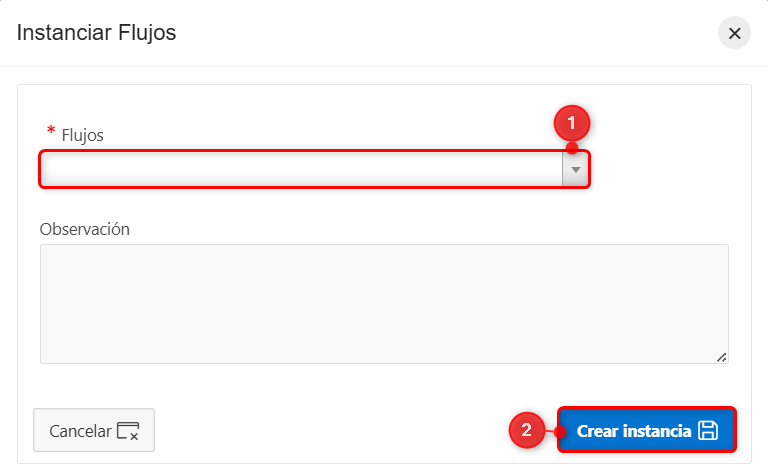 Instanciar Flujos
* Flujos
1
Observación
Cancelar
2
Crear instancia